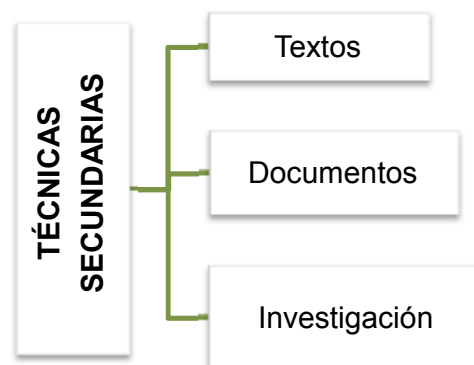 TÉCNICAS
SECUNDARIAS
Textos
Documentos
Investigación